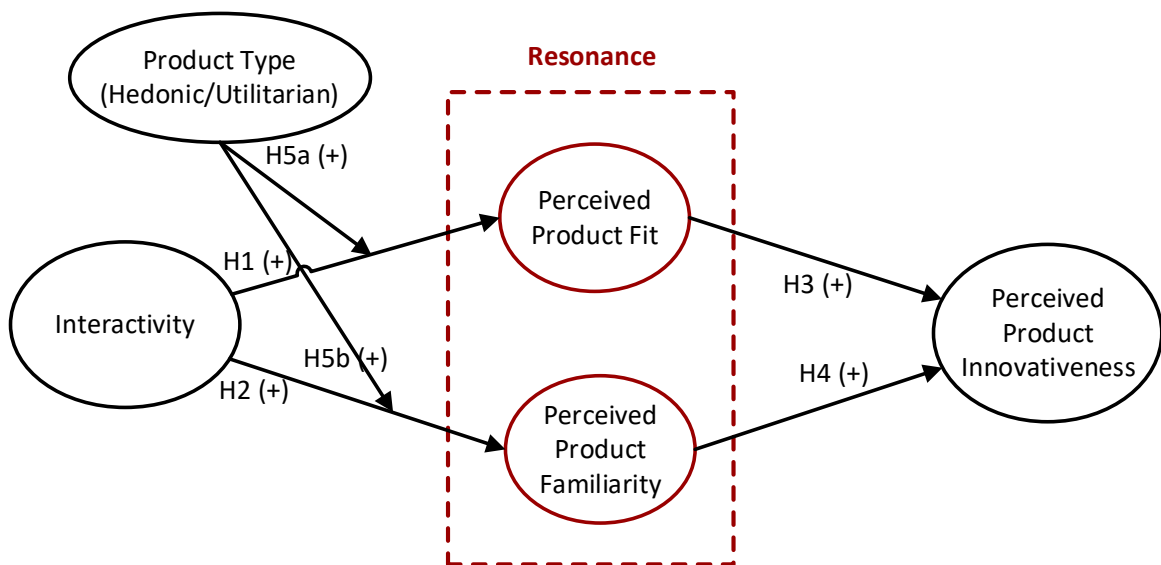 Product Type
(Hedonic/Utilitarian)
Resonance
H5a (+)
Perceived
Product Fit
H1 (+)
H3 (+)
Interactivity
Perceived
Product
Innovativeness
H5b (+)
H2 (+)
H4 (+)
Perceived
Product
Familiarity